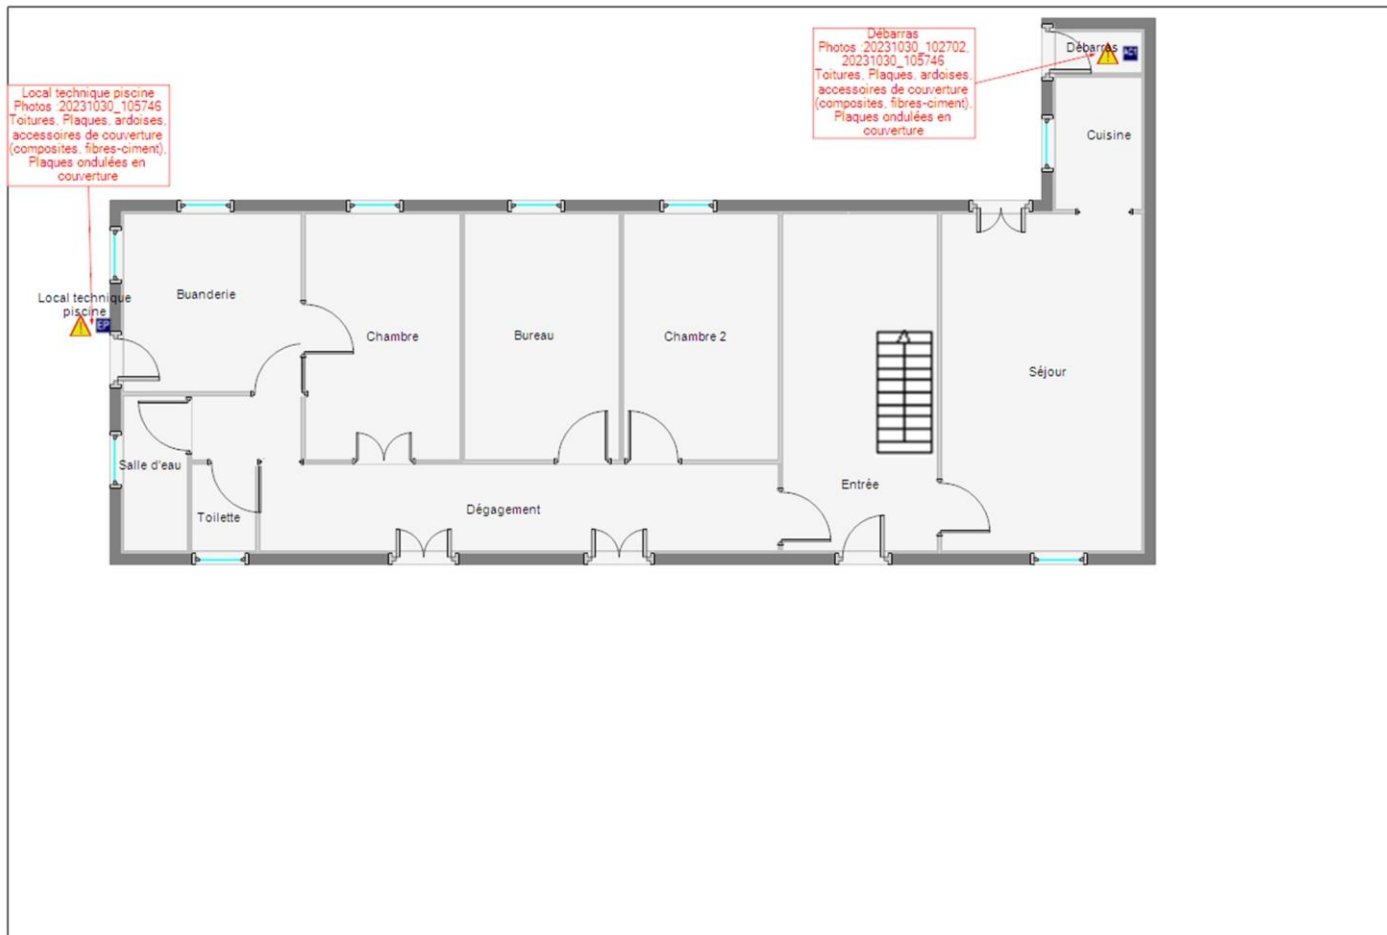 Débarras
Photos :20231030_102702,
20231030_105746
Toitures, Plaques, ardoises,
accessoires de couverture
(composites, fibres-ciment),
Plaques ondulées en
couverture
Débarras
AC1
Local technique piscine
Photos :20231030_105746
Toitures, Plaques, ardoises,
accessoires de couverture
(composites, fibres-ciment),
Plaques ondulées en
couverture
Cuisine
Local technique
piscine
EP
Buanderie
Chambre
Bureau
Chambre 2
Séjour
Salle d'eau
Toilette
Dégagement
Entrée